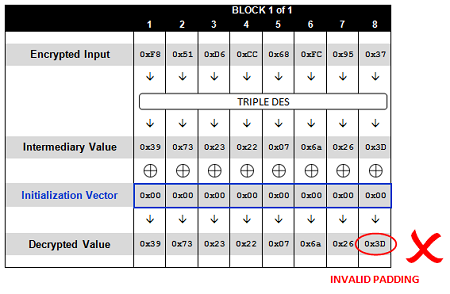 BLOCK 1 of 1
1 2 3 4 5 6 7 8
Encrypted Input 0xF8 0x51 0xD6 0xCC 0x68 0xFC 0x95 0x37
TRIPLE DES
Intermediary Value 0x39 0x73 0x23 0x22 0x07 0x6a 0x26 0x3D
Initialization Vector 0x00 0x00 0x00 0x00 0x00 0x00 0x00 0x00
Decrypted Value 0x39 0x73 0x23 0x22 0x07 0x6a 0x26 0x3D
INVALID PADDING